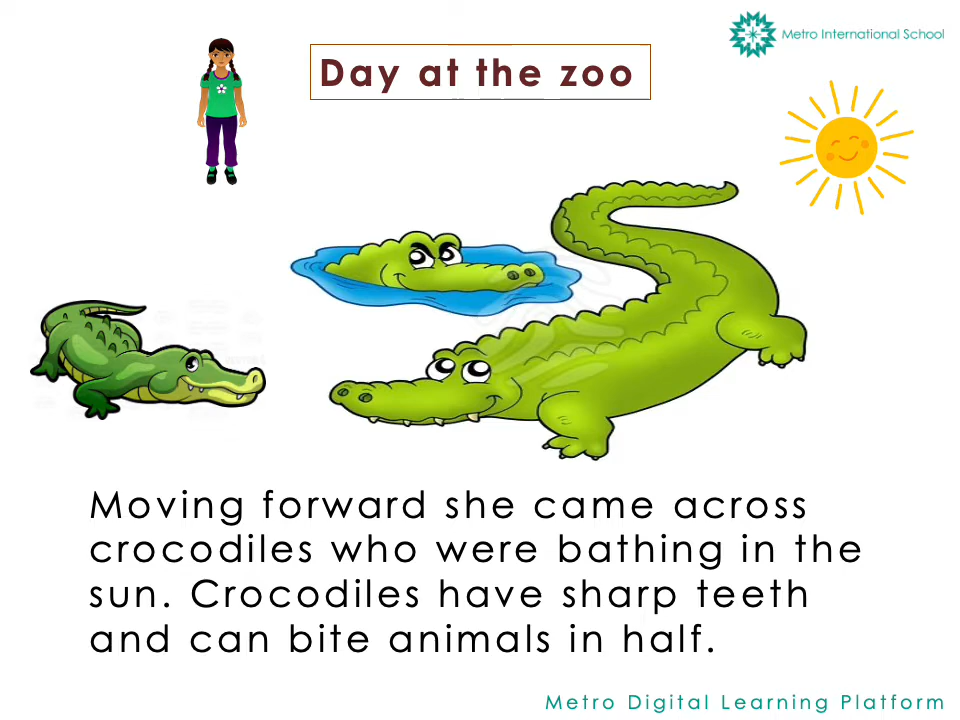 Metro International School
Day at the zoo
Moving forward she came across
crocodiles who were bathing in the
sun. Crocodiles have sharp teeth
and can bite animals in half.
Metro Digital Learning Platform